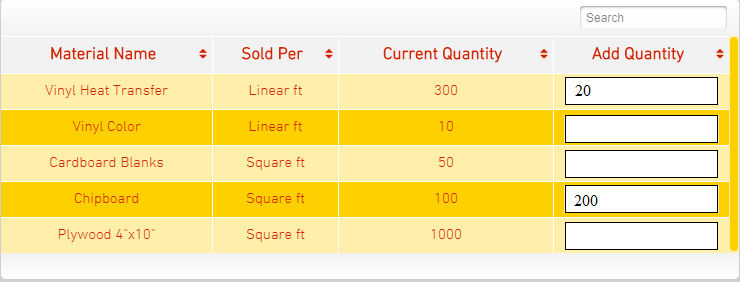 Search
Material Name Sold Per Current Quantity Add Quantity
Vinyl Heat Transfer Linear ft 300 20
Vinyl Color Linear ft 10
Cardboard Blanks Square ft 50
Chipboard Square ft 100 200
Plywood 4"x10" Square ft 1000